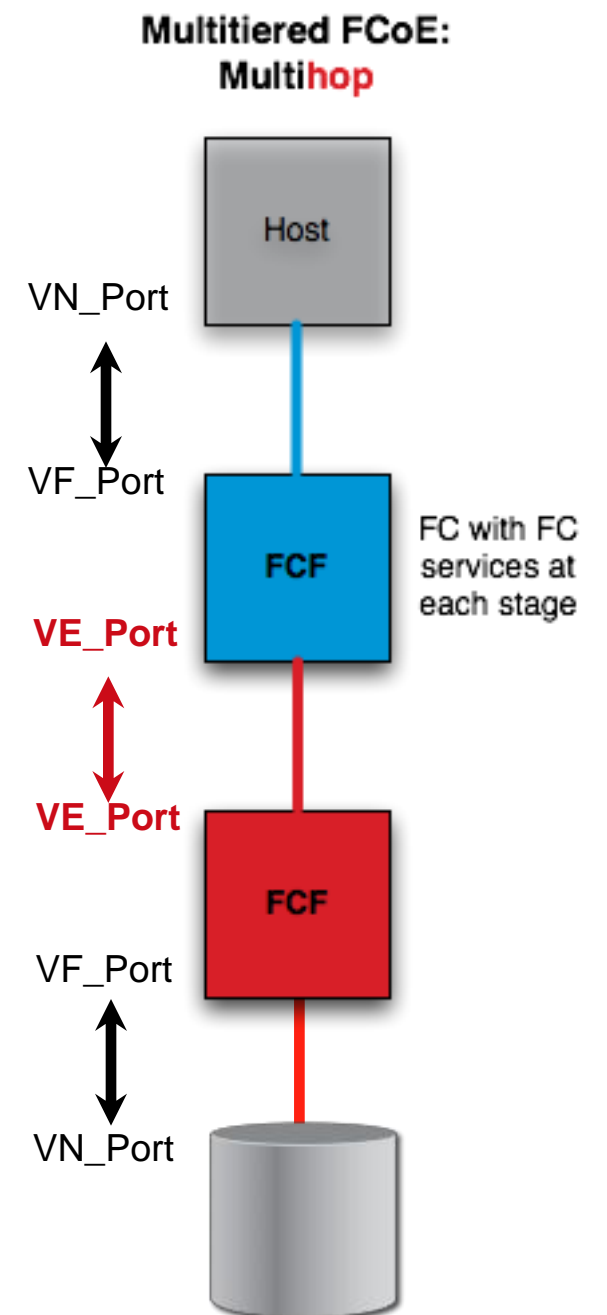 Multitiered FCoE:
Multihop
Host
VN_Port
VF_Port
FCF
FC with FC
services at
each stage
VE_Port
VE_Port
FCF
VF_Port
VN_Port